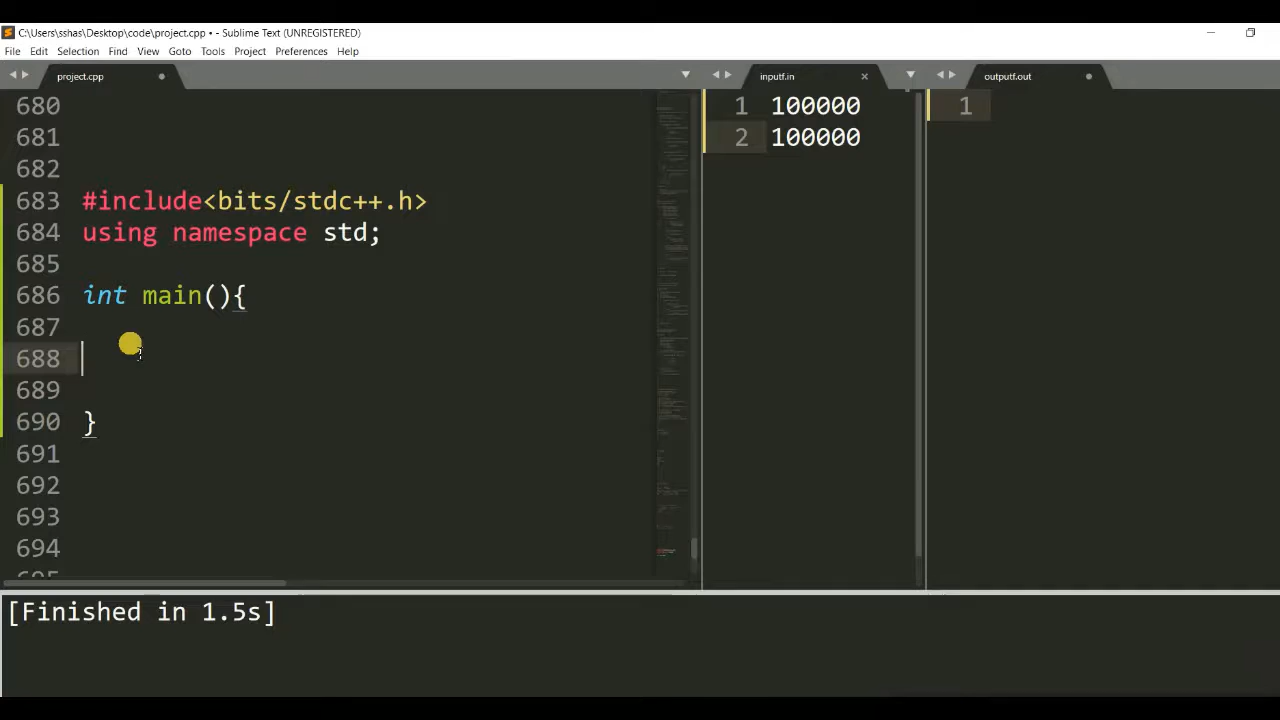 C:\Users\sshas\Desktop\code\project.cpp • - Sublime Text (UNREGISTERED)
File Edit Selection Find View Goto Tools Project Preferences Help
project.cpp
inputf.in
outputf.out
680
681
682
683 #include<bits/stdc++.h>
684 using namespace std;
685
686 int main(){
687
688
689
690 }
691
692
693
694
1 100000
2 100000
1
[Finished in 1.5s]